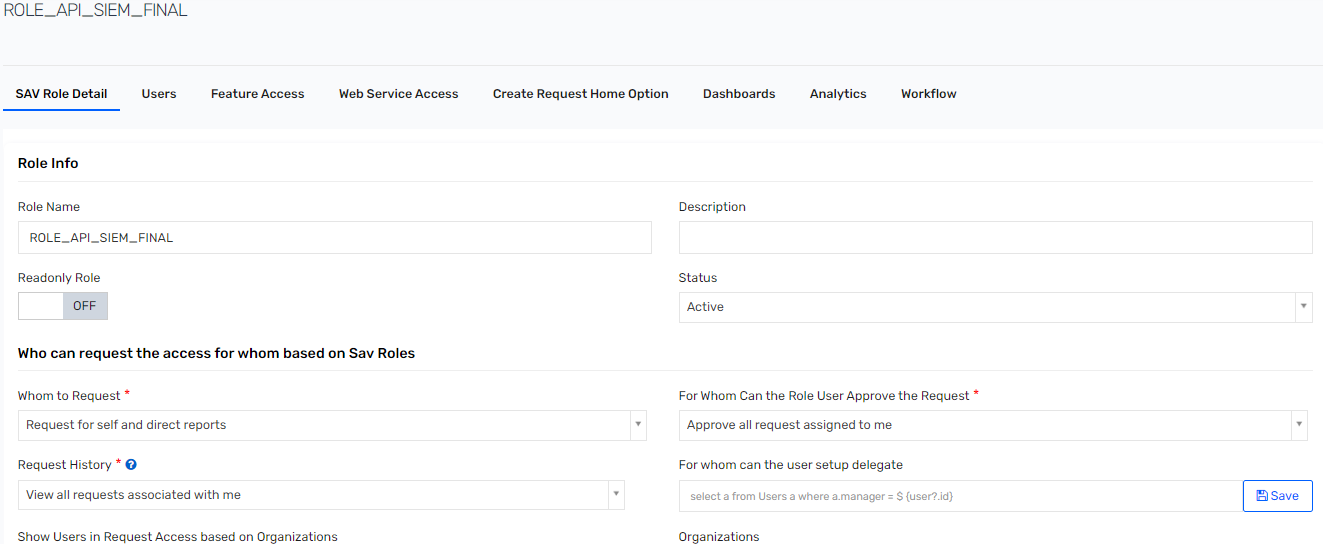 ROLE_API_SIEM_FINAL
SAV Role Detail Users Feature Access Web Service Access Create Request Home Option Dashboards Analytics Workflow
Role Info
Role Name Description
ROLE_API_SIEM_FINAL
Readonly Role Status
OFF Active
Who can request the access for whom based on Sav Roles
Whom to Request * For Whom Can the Role User Approve the Request *
Request for self and direct reports Approve all request assigned to me
Request History * ? For whom can the user setup delegate
View all requests associated with me select a from Users a where a.manager = $ {user?.id} Save
Show Users in Request Access based on Organizations Organizations